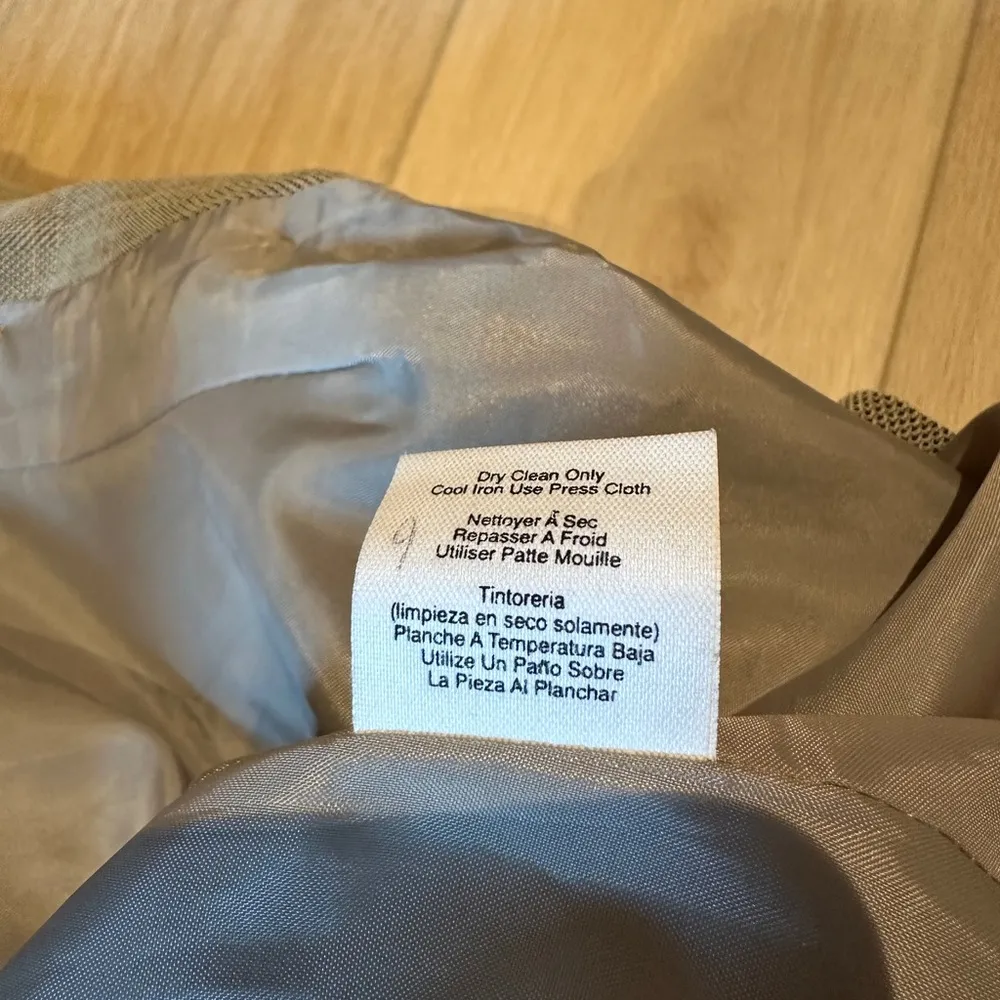 Dry Clean Only
Cool Iron Use Press Cloth
Nettoyer À Sec
Repasser A Froid
Utiliser Patte Mouille
9
Tintoreria
(limpieza en seco solamente)
Planche A Temperatura Baja
Utilize Un Paño Sobre
La Pieza Al Planchar